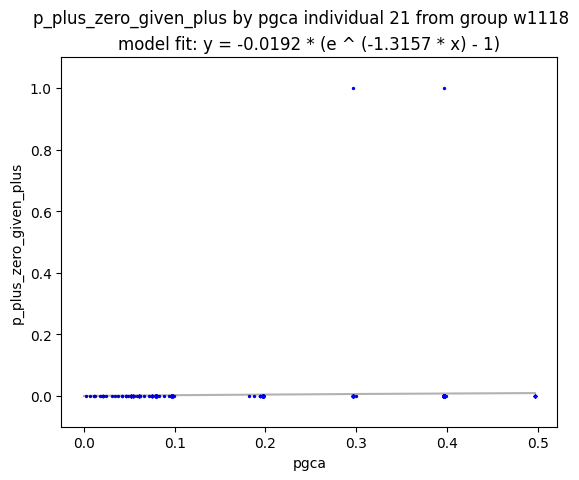 p_plus_zero_given_plus by pgca individual 21 from group w1118
model fit: y = -0.0192 * (e ^ (-1.3157 * x) - 1)
1.0
0.8
0.6
0.4
0.2
0.0
p_plus_zero_given_plus
0.0 0.1 0.2 0.3 0.4 0.5
pgca